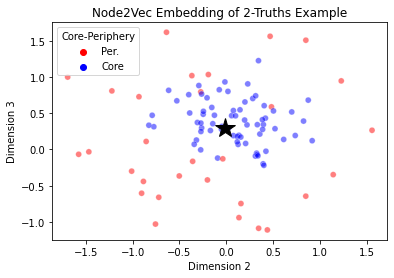 Node2Vec Embedding of 2-Truths Example
Core-Periphery
Per.
Core
Dimension 3
1.5
1.0
0.5
0.0
−0.5
−1.0
−1.5 −1.0 −0.5 0.0 0.5 1.0 1.5
Dimension 2